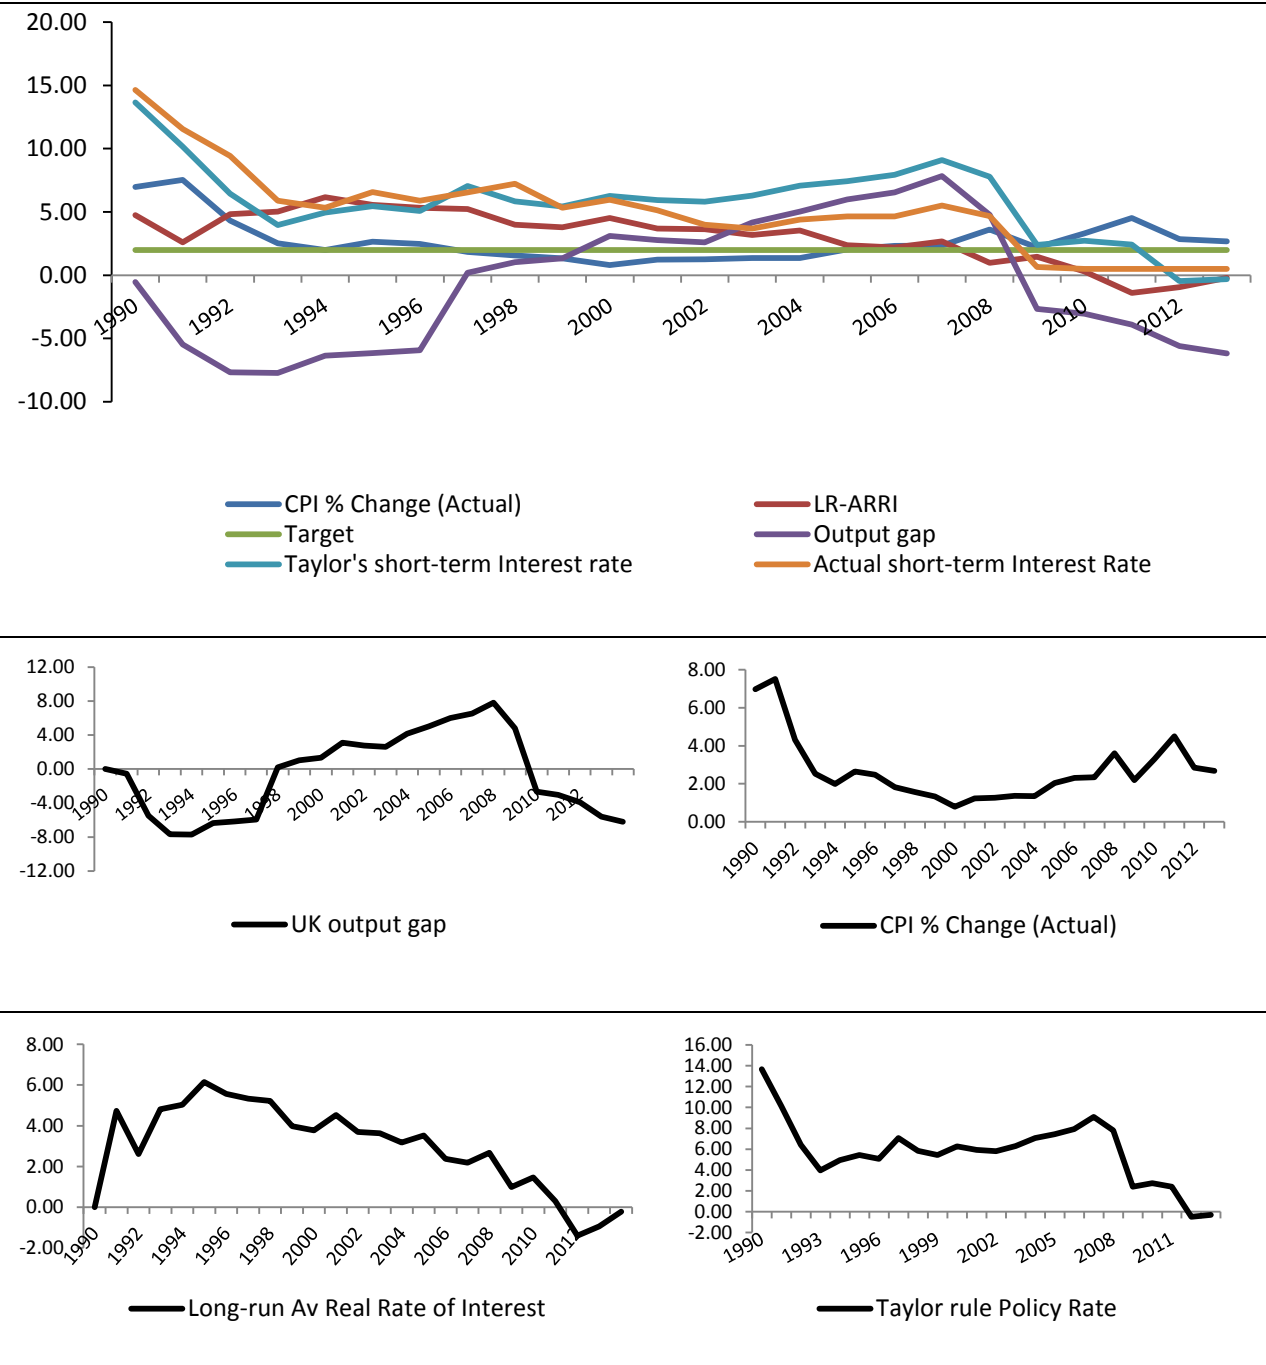 20.00
15.00
10.00
5.00
0.00
-5.00
-10.00
1990 1992 1994 1996 1998 2000 2002 2004 2006 2008 2010 2012
CPI % Change (Actual) LR-ARRI
Target Output gap
Taylor's short-term Interest rate Actual short-term Interest Rate
12.00
8.00
4.00
0.00
-4.00
-8.00
-12.00
1990 1992 1994 1996 1998 2000 2002 2004 2006 2008 2010 2012
UK output gap
8.00
6.00
4.00
2.00
0.00
1990 1992 1994 1996 1998 2000 2002 2004 2006 2008 2010 2012
CPI % Change (Actual)
8.00
6.00
4.00
2.00
0.00
-2.00
1990 1992 1994 1996 1998 2000 2002 2004 2006 2008 2010 2012
Long-run Av Real Rate of Interest
16.00
14.00
12.00
10.00
8.00
6.00
4.00
2.00
0.00
-2.00
1990 1993 1996 1999 2002 2005 2008 2011
Taylor rule Policy Rate